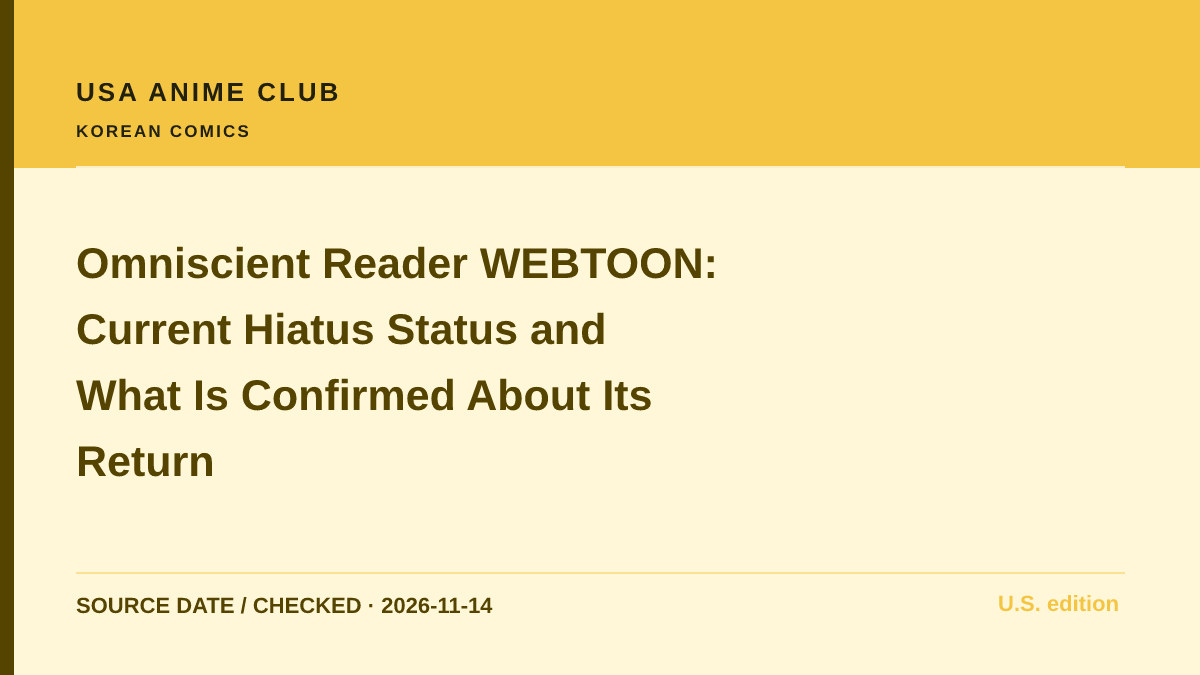 USA ANIME CLUB
KOREAN COMICS
Omniscient Reader WEBTOON:
Current Hiatus Status and
What Is Confirmed About Its
Return
SOURCE DATE / CHECKED · 2026-11-14
U.S. edition